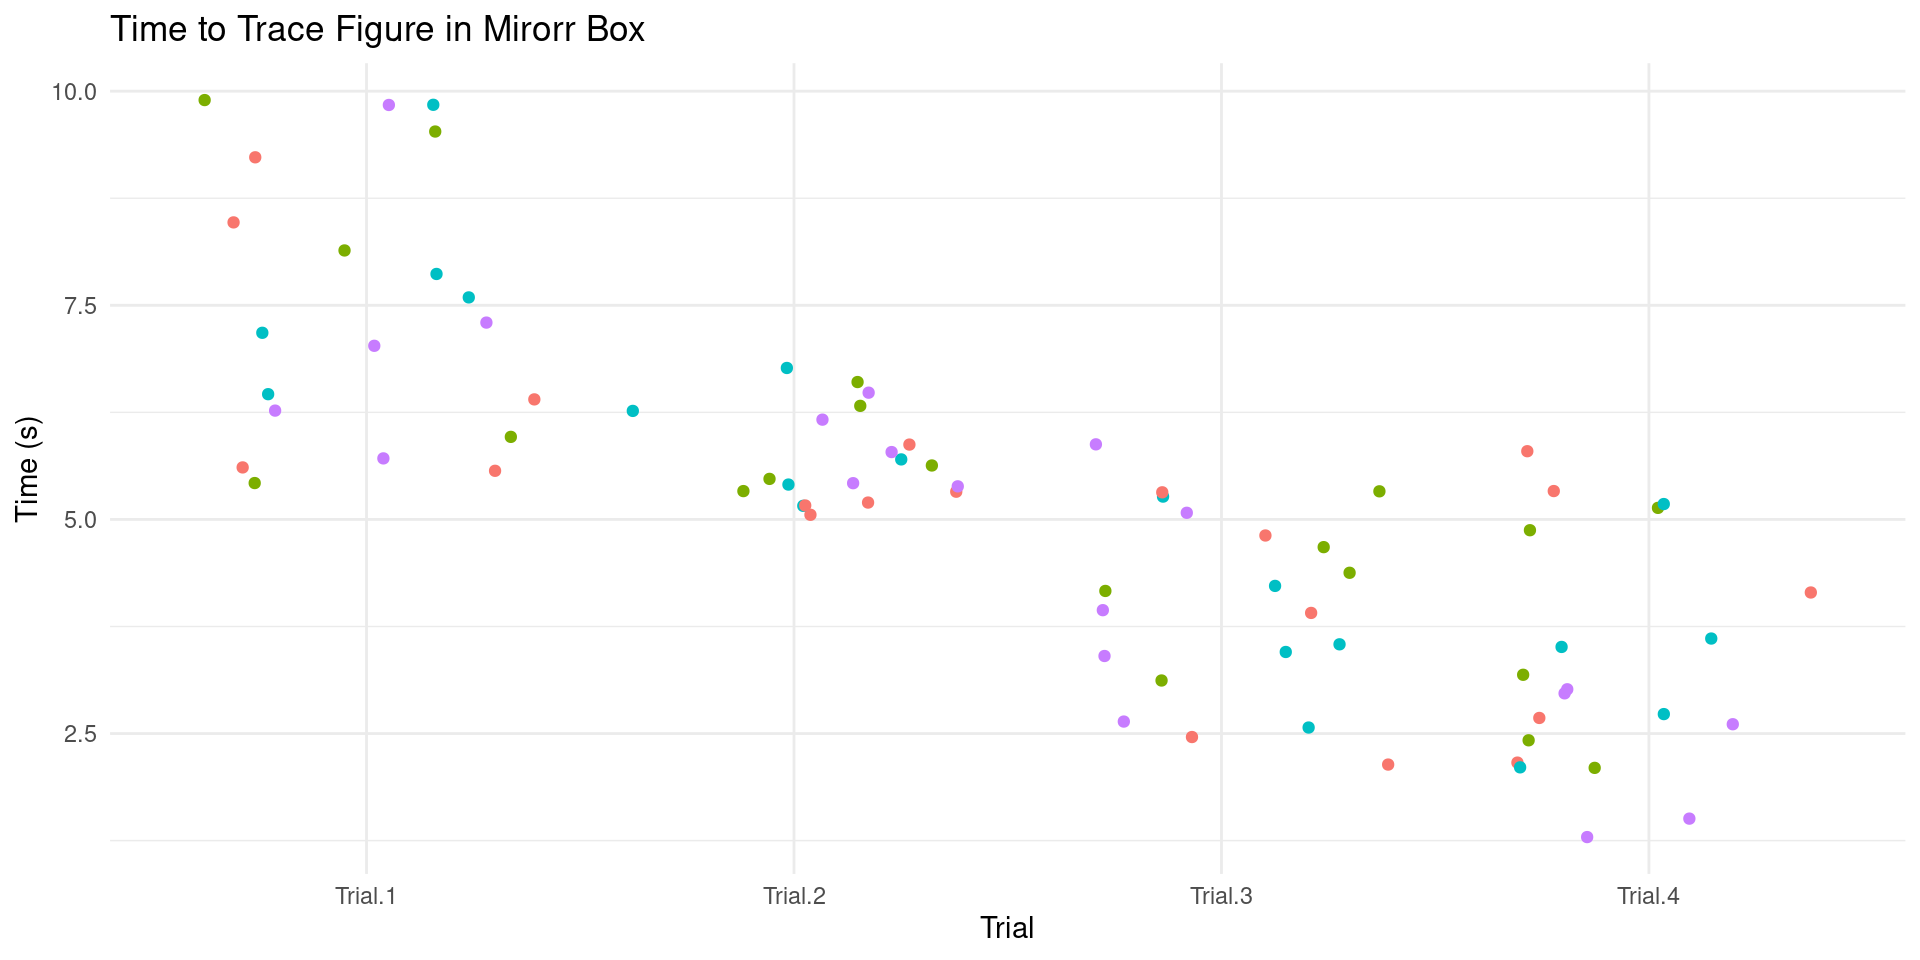 Time to Trace Figure in Mirorr Box
10.0
7.5
5.0
2.5
Time (s)
Trial.1 Trial.2 Trial.3 Trial.4
Trial